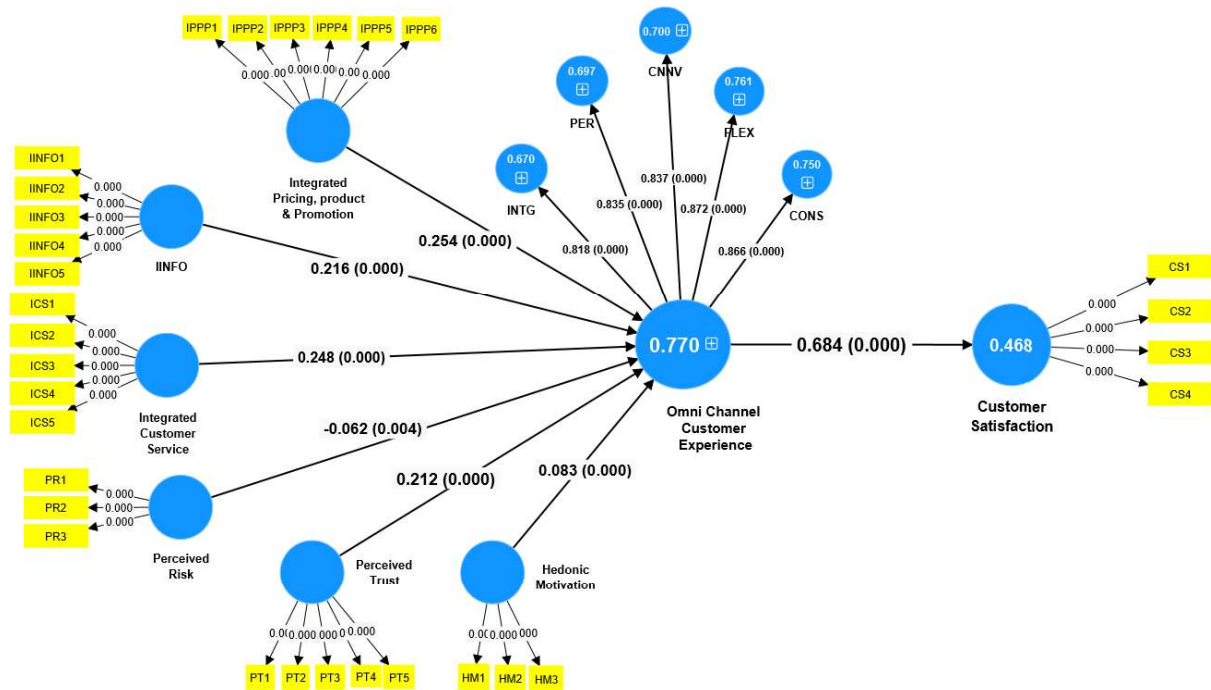 IPPP1
IPPP2
IPPP3
IPPP4
IPPP5
IPPP6
0.000
0.000
Integrated
Pricing, product
& Promotion
0.697
PER
0.700
CNNV
0.761
FLEX
0.670
INTG
0.750
CONS
IINFO1
IINFO2
IINFO3
IINFO4
IINFO5
0.000
0.000
0.000
0.000
0.000
IINFO
0.254 (0.000)
0.216 (0.000)
0.818 (0.000)
0.835 (0.000)
0.837 (0.000)
0.872 (0.000)
0.866 (0.000)
ICS1
ICS2
ICS3
ICS4
ICS5
0.000
0.000
0.000
0.000
0.000
Integrated
Customer
Service
0.248 (0.000)
0.770
Omni Channel
Customer
Experience
0.684 (0.000)
0.468
Customer
Satisfaction
0.000
0.000
0.000
0.000
CS1
CS2
CS3
CS4
PR1
PR2
PR3
0.000
0.000
0.000
Perceived
Risk
-0.062 (0.004)
0.212 (0.000)
0.083 (0.000)
Perceived
Trust
0.000
0.000
PT1
PT2
PT3
PT4
PT5
Hedonic
Motivation
0.000
HM1
HM2
HM3